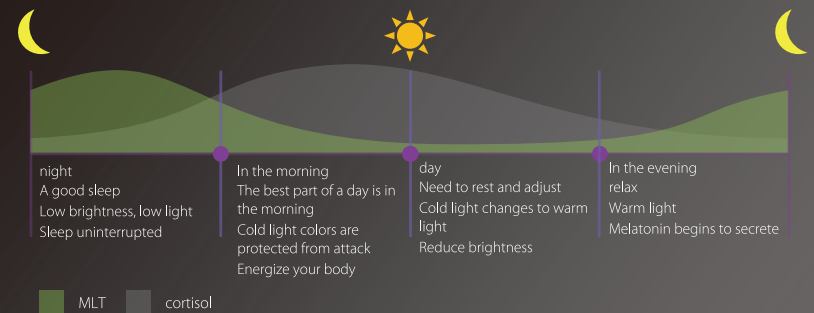 night
A good sleep
Low brightness, low light
Sleep uninterrupted
In the morning
The best part of a day is in
the morning
Cold light colors are
protected from attack
Energize your body
day
Need to rest and adjust
Cold light changes to warm
light
Reduce brightness
In the evening
relax
Warm light
Melatonin begins to secrete
MLT
cortisol